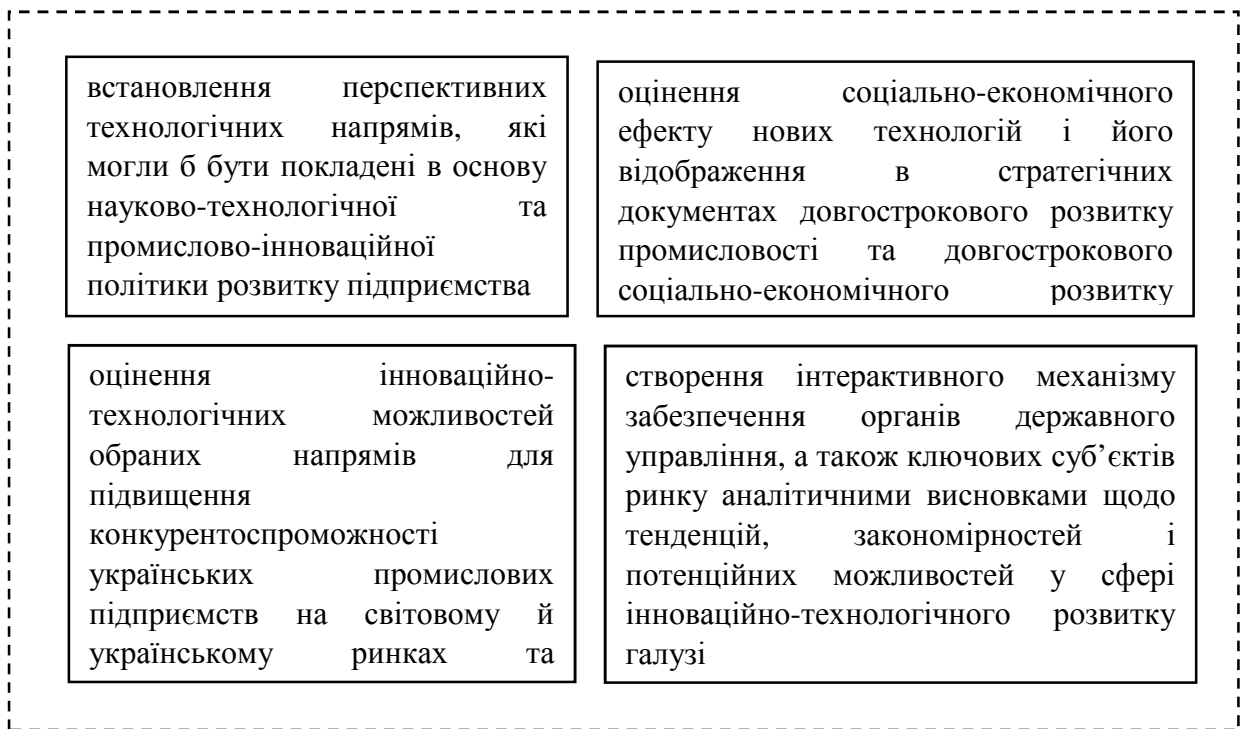 встановлення перспективних
технологічних напрямів, які
могли б бути покладені в основу
науково-технологічної та
промислово-інноваційної
політики розвитку підприємства
оцінення соціально-економічного
ефекту нових технологій і його
відображення в стратегічних
документах довгострокового розвитку
промисловості та довгострокового
соціально-економічного розвитку
оцінення інноваційно-
технологічних можливостей
обраних напрямів для
підвищення
конкурентоспроможності
українських промислових
підприємств на світовому й
українському ринках та
створення інтерактивного механізму
забезпечення органів державного
управління, а також ключових суб’єктів
ринку аналітичними висновками щодо
тенденцій, закономірностей і
потенційних можливостей у сфері
інноваційно-технологічного розвитку
галузі